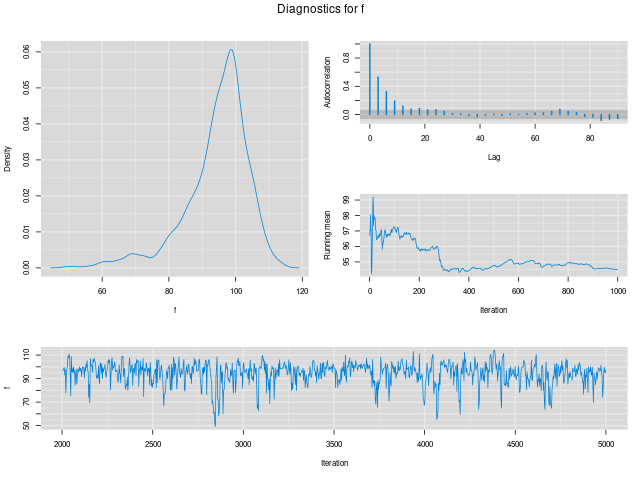 Diagnostics for f
Density
0.00 0.01 0.02 0.03 0.04 0.05 0.06
60 80 100 120
f
Autocorrelation
0.0 0.4 0.8
0 20 40 60 80
Lag
Running mean
95 96 97 98 99
0 200 400 600 800 1000
Iteration
f
50 70 90 110
2000 2500 3000 3500 4000 4500 5000
Iteration